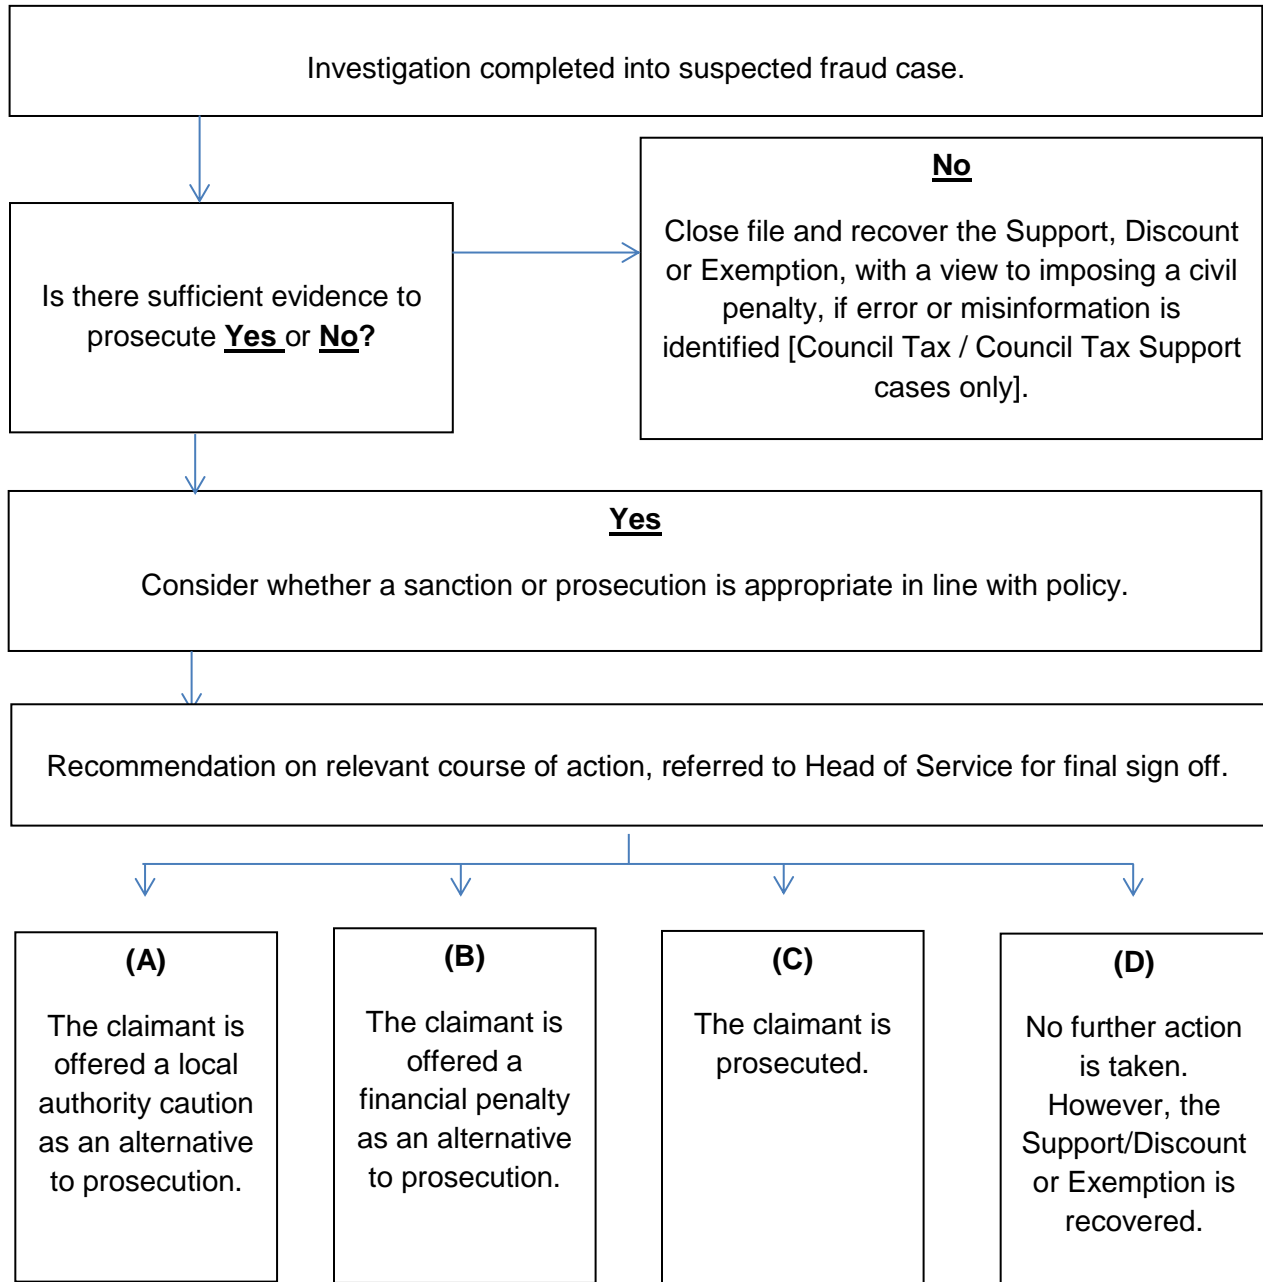 Investigation completed into suspected fraud case.
No
Close file and recover the Support, Discount
or Exemption, with a view to imposing a civil
penalty, if error or misinformation is
identified [Council Tax / Council Tax Support
cases only].
Is there sufficient evidence to
prosecute Yes or No?
Yes
Consider whether a sanction or prosecution is appropriate in line with policy.
Recommendation on relevant course of action, referred to Head of Service for final sign off.
(A)
The claimant is
offered a local
authority caution
as an alternative
to prosecution.
(B)
The claimant is
offered a
financial penalty
as an alternative
to prosecution.
(C)
The claimant is
prosecuted.
(D)
No further action
is taken.
However, the
Support/Discount
or Exemption is
recovered.